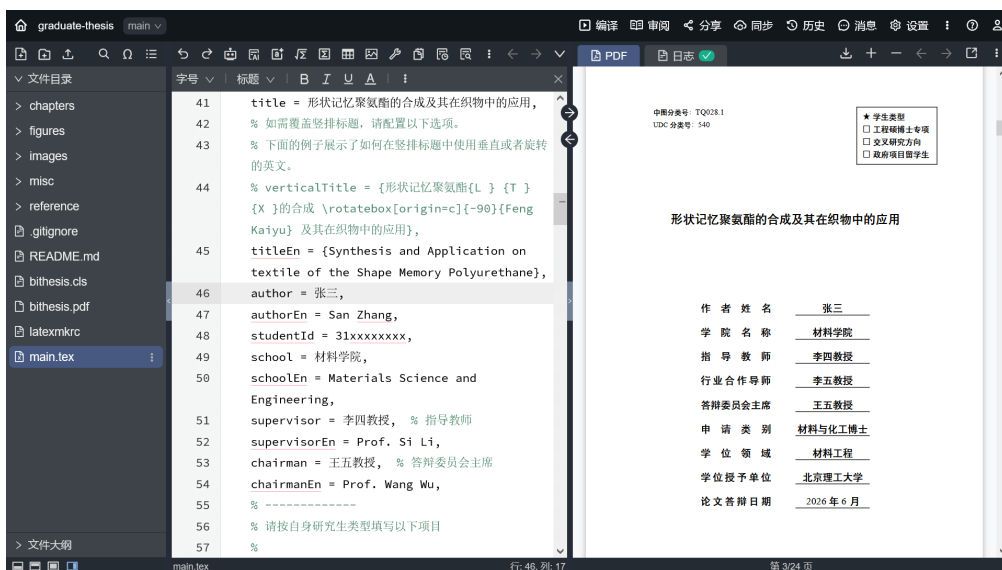 graduate-thesis main 编译 审阅 分享 同步 历史 消息 设置
PDF 日志
文件目录 字号 标题 B I U A
chapters
figures
images
misc
reference
.gitignore
README.md
bithesis.cls
bithesis.pdf
latexmkrc
main.tex
文件大纲
41 title = 形状记忆聚氨酯的合成及其在织物中的应用,
42 % 如需覆盖竖排标题，请配置以下选项。
43 % 下面的例子展示了如何在竖排标题中使用垂直或者旋转
的英文。
44 % verticalTitle = {形状记忆聚氨酯{L } {T }
{X }的合成 \rotatebox[origin=c]{-90}{Feng
Kaiyu} 及其在织物中的应用},
45 titleEn = {Synthesis and Application on
textile of the Shape Memory Polyurethane},
46 author = 张三,
47 authorEn = San Zhang,
48 studentId = 31xxxxxxxx,
49 school = 材料学院,
50 schoolEn = Materials Science and
Engineering,
51 supervisor = 李四教授, % 指导教师
52 supervisorEn = Prof. Si Li,
53 chairman = 王五教授, % 答辩委员会主席
54 chairmanEn = Prof. Wang Wu,
55 % -------------
56 % 请按自身研究生类型填写以下项目
57 %
中图分类号: TQ028.1
UDC 分类号: 540
★ 学生类型
□ 工程硕博士专项
□ 交叉研究方向
□ 政府项目留学生
形状记忆聚氨酯的合成及其在织物中的应用
作者姓名 张三
学院名称 材料学院
指导教师 李四教授
行业合作导师 李五教授
答辩委员会主席 王五教授
申请类别 材料与化工博士
学位领域 材料工程
学位授予单位 北京理工大学
论文答辩日期 2026 年 6 月
main.tex 行: 46, 列: 17 第 3/24 页